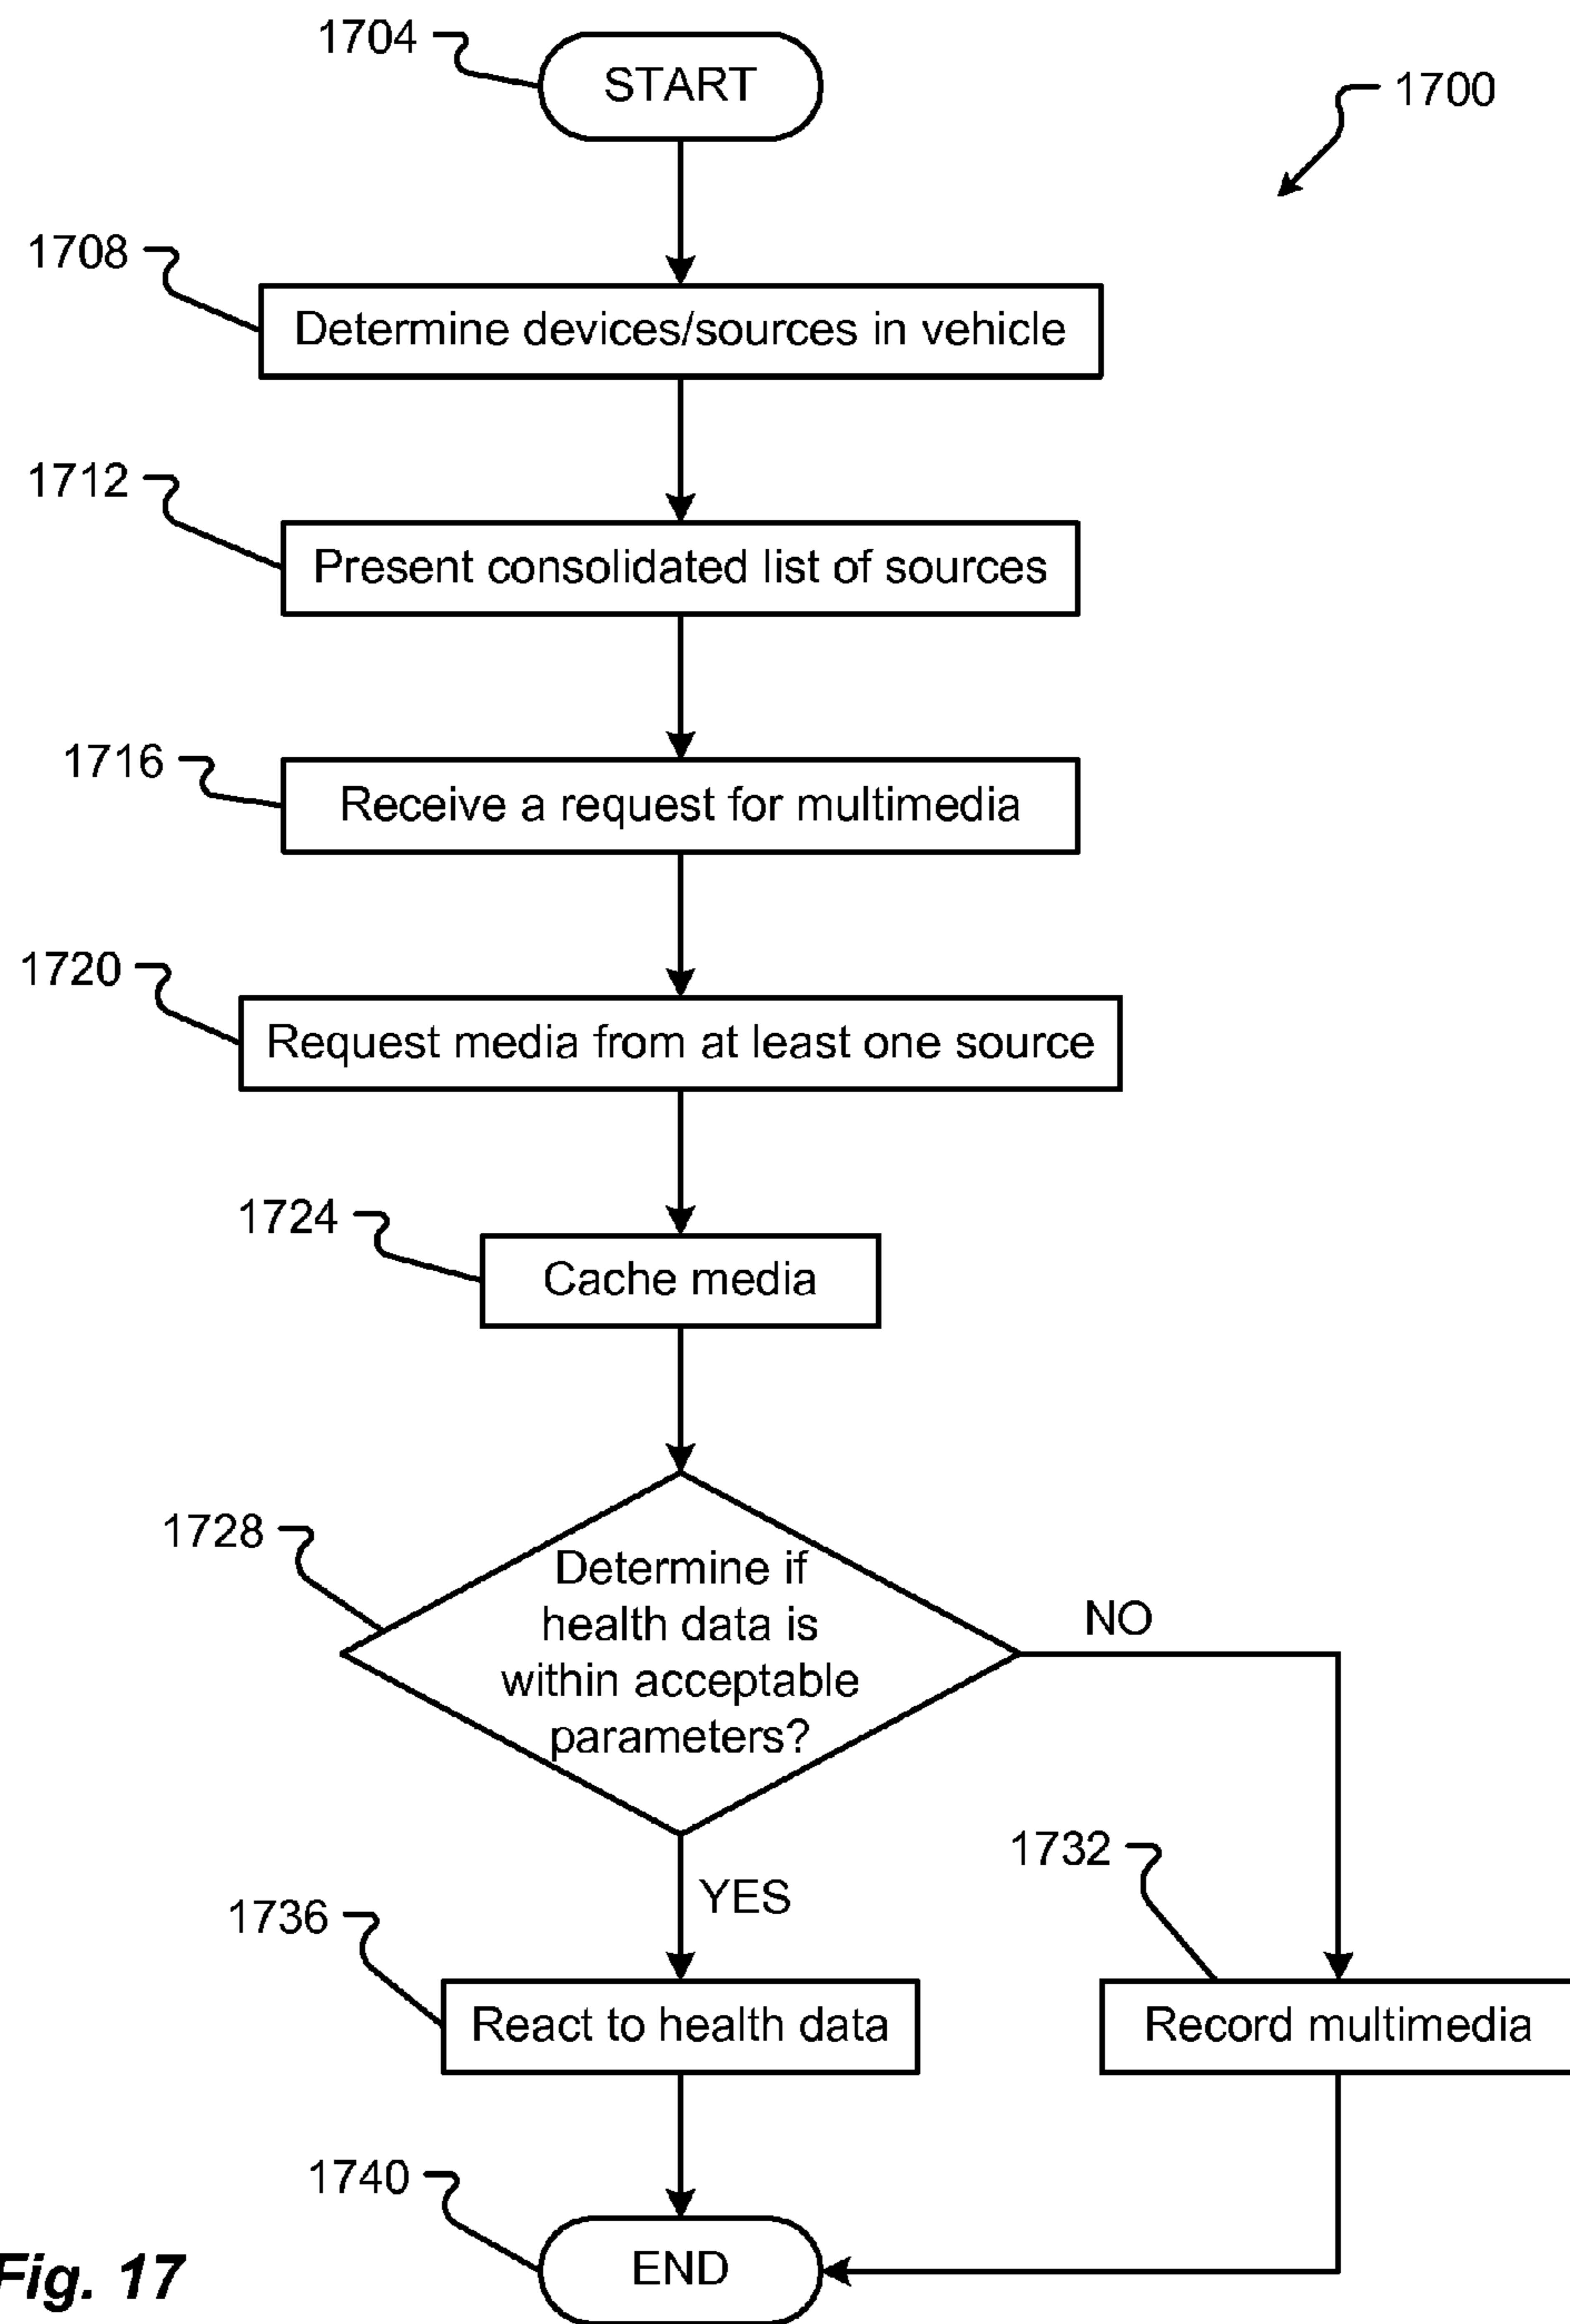 1704
START
1700
1708
Determine devices/sources in vehicle
1712
Present consolidated list of sources
1716
Receive a request for multimedia
1720
Request media from at least one source
1724
Cache media
1728
Determine if
health data is
within acceptable
parameters?
NO
YES
1732
1736
React to health data
Record multimedia
1740
END
Fig. 17